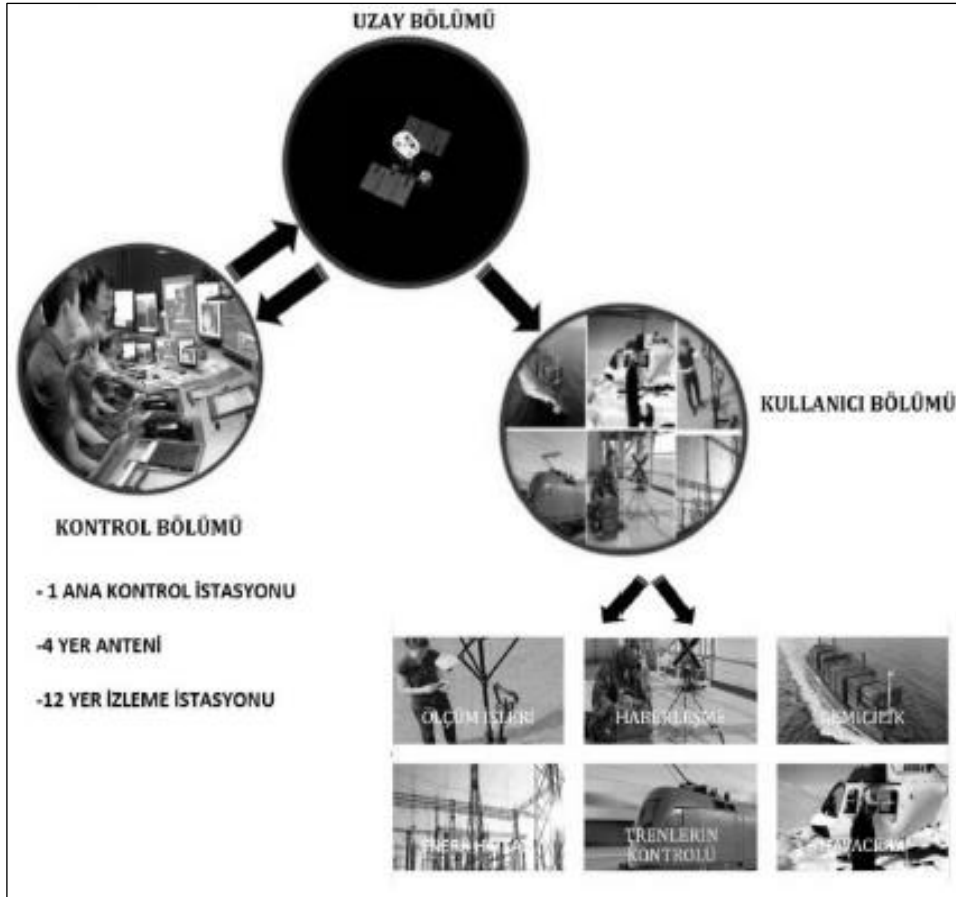 UZAY BÖLÜMÜ
KULLANICI BÖLÜMÜ
KONTROL BÖLÜMÜ
- 1 ANA KONTROL İSTASYONU
-4 YER ANTENİ
-12 YER İZLEME İSTASYONU
ÖLÇÜM İŞLERİ
HABERLEŞME
GEMİCİLİK
TRENLERİN
KONTROLÜ